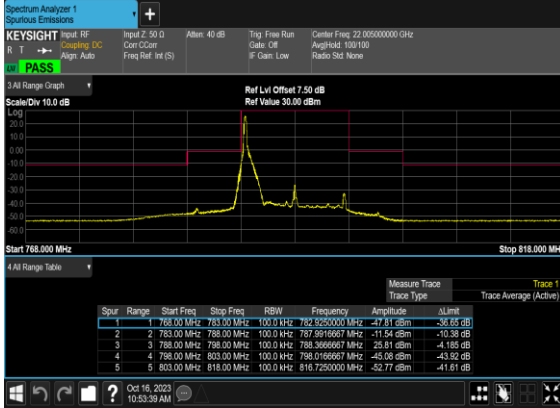 Spectrum Analyzer 1
Spurious Emissions
+
KEYSIGHT Input: RF Input Z: 50 Ω Atten: 40 dB Trig: Free Run Center Freq: 22.005000000 GHz
R T Coupling: DC Corr CCorr Gate: Off Avg|Hold: 100/100
Align: Auto Freq Ref: Int (S) IF Gain: Low Radio Std: None
LXI PASS
3.All Range Graph
Ref Lvl Offset 7.50 dB
Scale/Div 10.0 dB Ref Value 30.00 dBm
Log
20.0
10.0
0.00
-10.0
-20.0
-30.0
-40.0
-50.0
-60.0
Start 768.000 MHz Stop 818.000 MH
4.All Range Table
Measure Trace Trace 1
Trace Type Trace Average (Active)
Spur Range Start Freq Stop Freq RBW Frequency Amplitude ΔLimit
1 1 768.00 MHz 783.00 MHz 100.0 kHz 782.9250000 MHz -47.81 dBm -36.65 dB
2 2 783.00 MHz 788.00 MHz 100.0 kHz 787.9916667 MHz -11.54 dBm -10.38 dB
3 3 788.00 MHz 798.00 MHz 100.0 kHz 788.3666667 MHz 25.81 dBm -4.185 dB
4 4 798.00 MHz 803.00 MHz 100.0 kHz 798.0166667 MHz -45.08 dBm -43.92 dB
5 5 803.00 MHz 818.00 MHz 100.0 kHz 816.7250000 MHz -52.77 dBm -41.61 dB
? Oct 16, 2023
10:53:39 AM